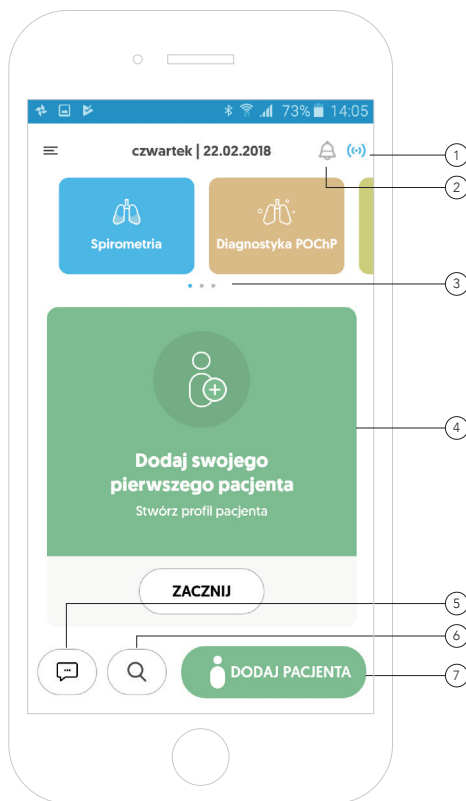 73% 14:05
czwartek | 22.02.2018
1
2
Spirometria
Diagnostyka POChP
3
4
Dodaj swojego
pierwszego pacjenta
Stwórz profil pacjenta
ZACZNIJ
5
6
DODAJ PACJENTA
7